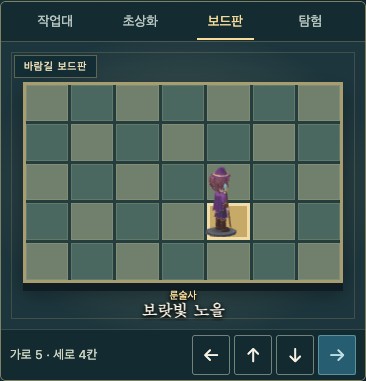 작업대 초상화 보드판 탐험
바람길 보드판
룬술사
보랏빛 노을
가로 5 · 세로 4칸 ← ↑ ↓ →